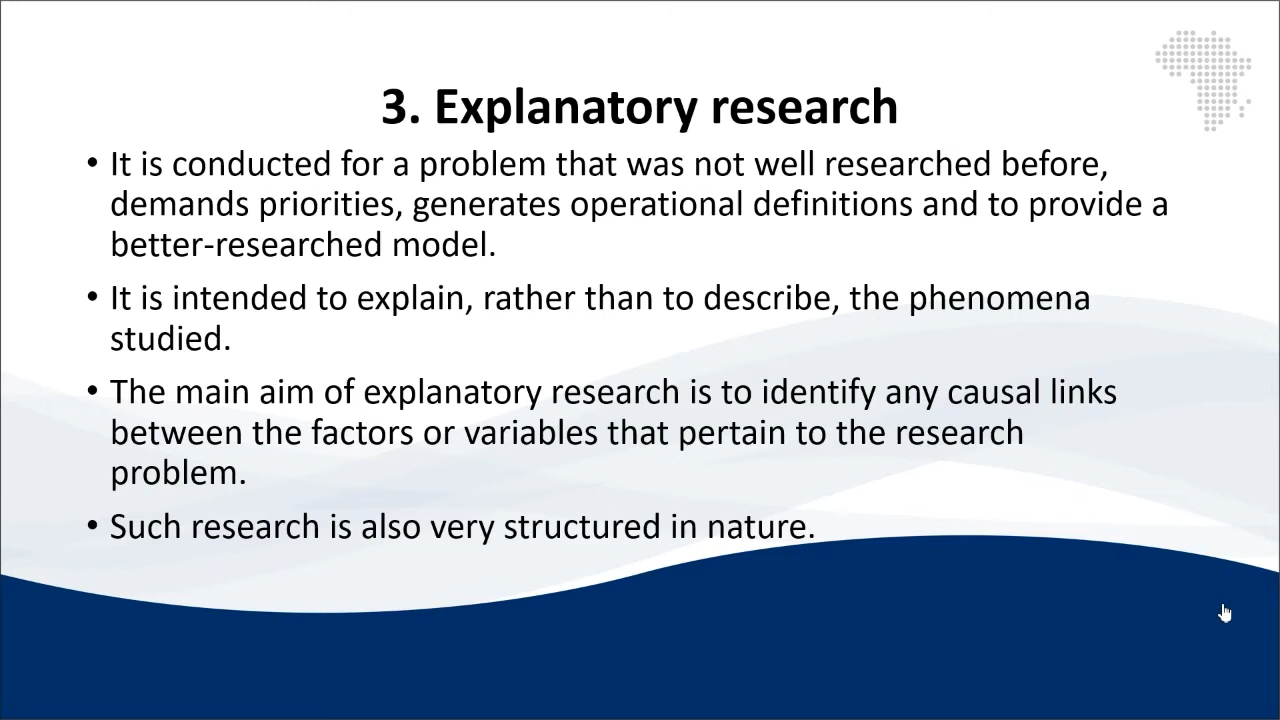 3. Explanatory research
• It is conducted for a problem that was not well researched before,
demands priorities, generates operational definitions and to provide a
better-researched model.
• It is intended to explain, rather than to describe, the phenomena
studied.
• The main aim of explanatory research is to identify any causal links
between the factors or variables that pertain to the research
problem.
• Such research is also very structured in nature.